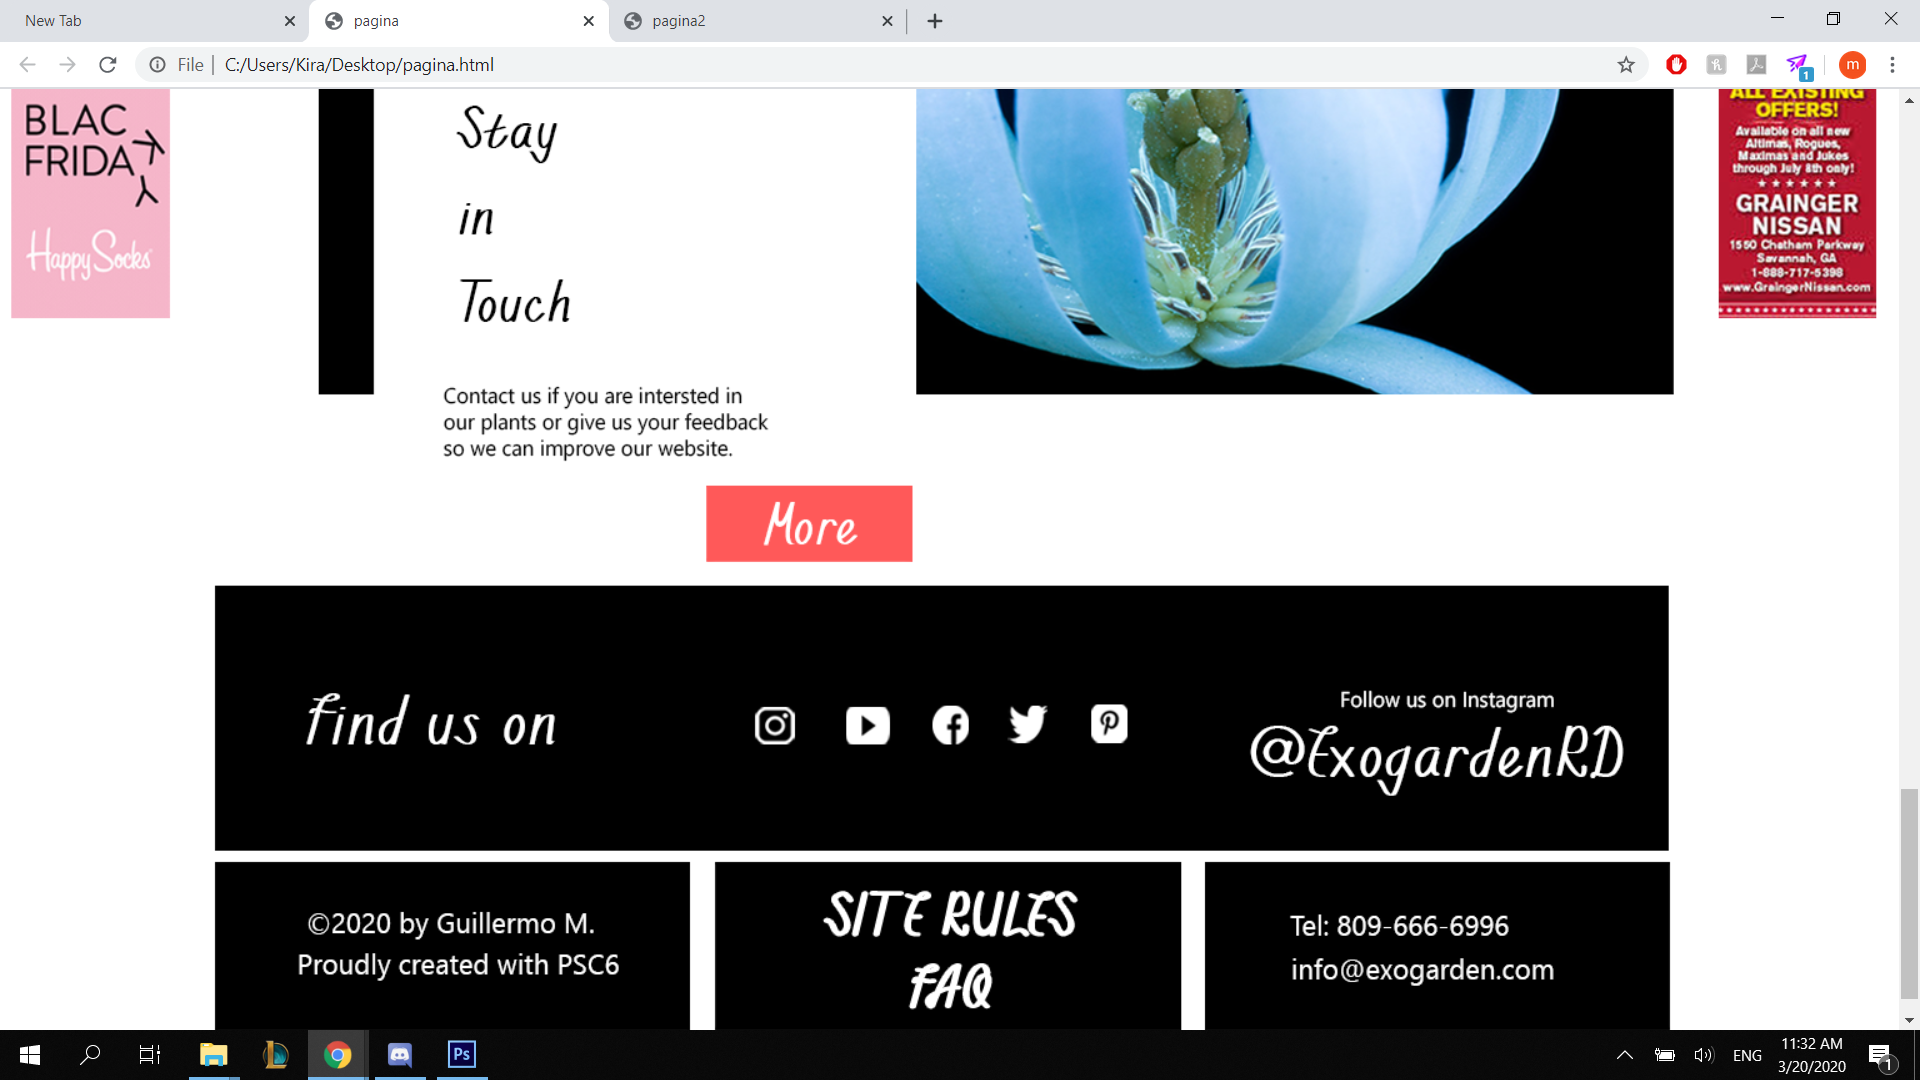 New Tab
pagina
pagina2
File
C:/Users/Kira/Desktop/pagina.html
m
1
BLAC
FRIDA
K
Y
Happy Socks
Stay
in
Touch
Contact us if you are intersted in
our plants or give us your feedback
so we can improve our website.
More
ALL EXISTING
OFFERS!
Available on all new
Altimas, Rogues,
Maximas and Jukes
through July 8th only!
GRAINGER
NISSAN
1550 Chatham Parkway
Savannah, GA
1-888-717-5398
www.GraingerNissan.com
Find us on
Follow us on Instagram
@ExogardenRD
©2020 by Guillermo M.
Proudly created with PSC6
SITE RULES
FAQ
Tel: 809-666-6996
info@exogarden.com
Ps
ENG
11:32 AM
3/20/2020
1